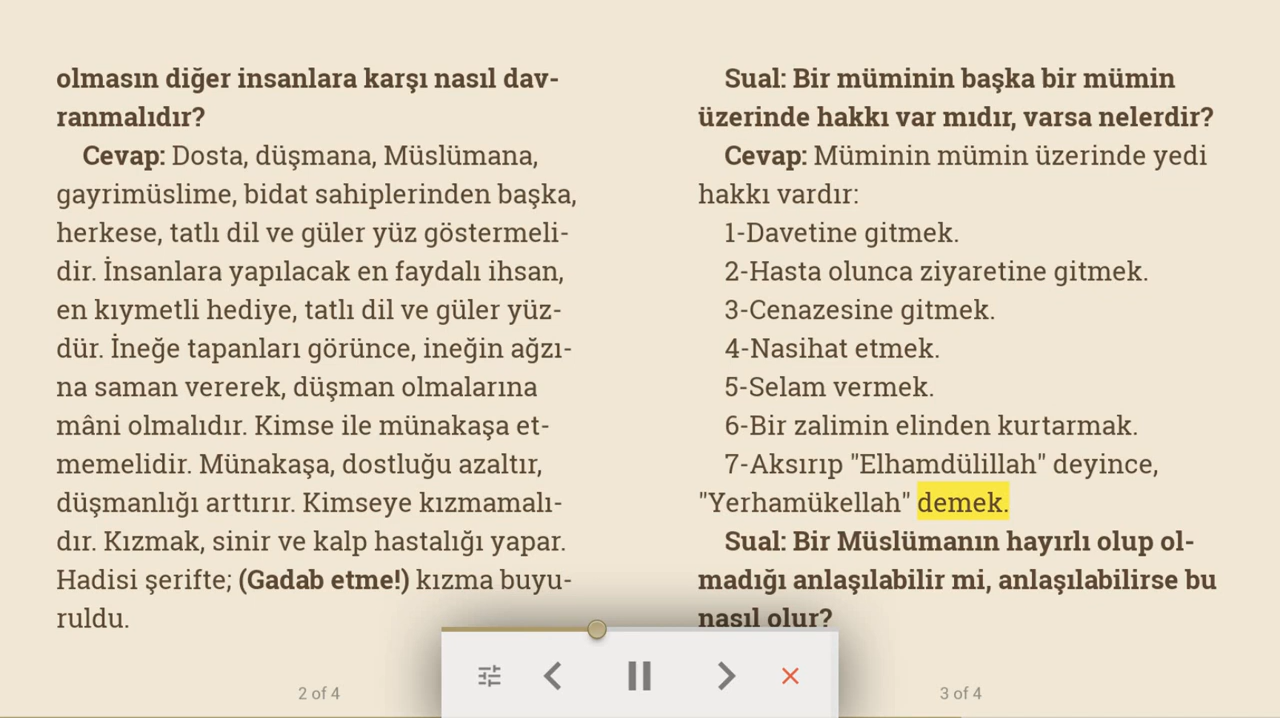 olmasın diğer insanlara karşı nasıl dav-
ranmalıdır?
Cevap: Dosta, düşmana, Müslümana,
gayrimüslime, bidat sahiplerinden başka,
herkese, tatlı dil ve güler yüz göstermeli-
dir. İnsanlara yapılacak en faydalı ihsan,
en kıymetli hediye, tatlı dil ve güler yüz-
dür. İneğe tapanları görünce, ineğin ağzı-
na saman vererek, düşman olmalarına
mâni olmalıdır. Kimse ile münakaşa et-
memelidir. Münakaşa, dostluğu azaltır,
düşmanlığı arttırır. Kimseye kızmamalı-
dır. Kızmak, sinir ve kalp hastalığı yapar.
Hadisi şerifte; (Gadab etme!) kızma buyu-
ruldu.
2 of 4
Sual: Bir müminin başka bir mümin
üzerinde hakkı var mıdır, varsa nelerdir?
Cevap: Müminin mümin üzerinde yedi
hakkı vardır:
1-Davetine gitmek.
2-Hasta olunca ziyaretine gitmek.
3-Cenazesine gitmek.
4-Nasihat etmek.
5-Selam vermek.
6-Bir zalimin elinden kurtarmak.
7-Aksırıp "Elhamdülillah" deyince,
"Yerhamükellah" demek.
Sual: Bir Müslümanın hayırlı olup ol-
madığı anlaşılabilir mi, anlaşılabilirse bu
nasıl olur?
3 of 4